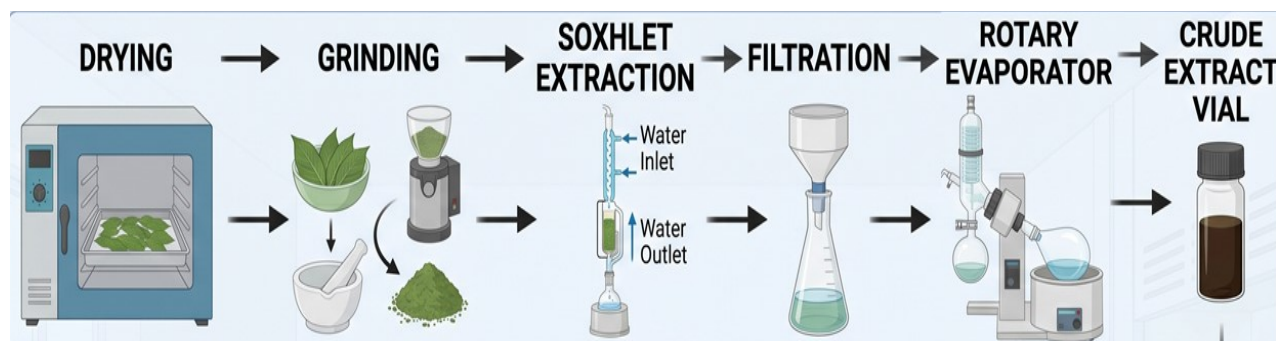 DRYING
GRINDING
SOXHLET
EXTRACTION
FILTRATION
ROTARY
EVAPORATOR
CRUDE
EXTRACT
VIAL
Water
Inlet
Water
Outlet